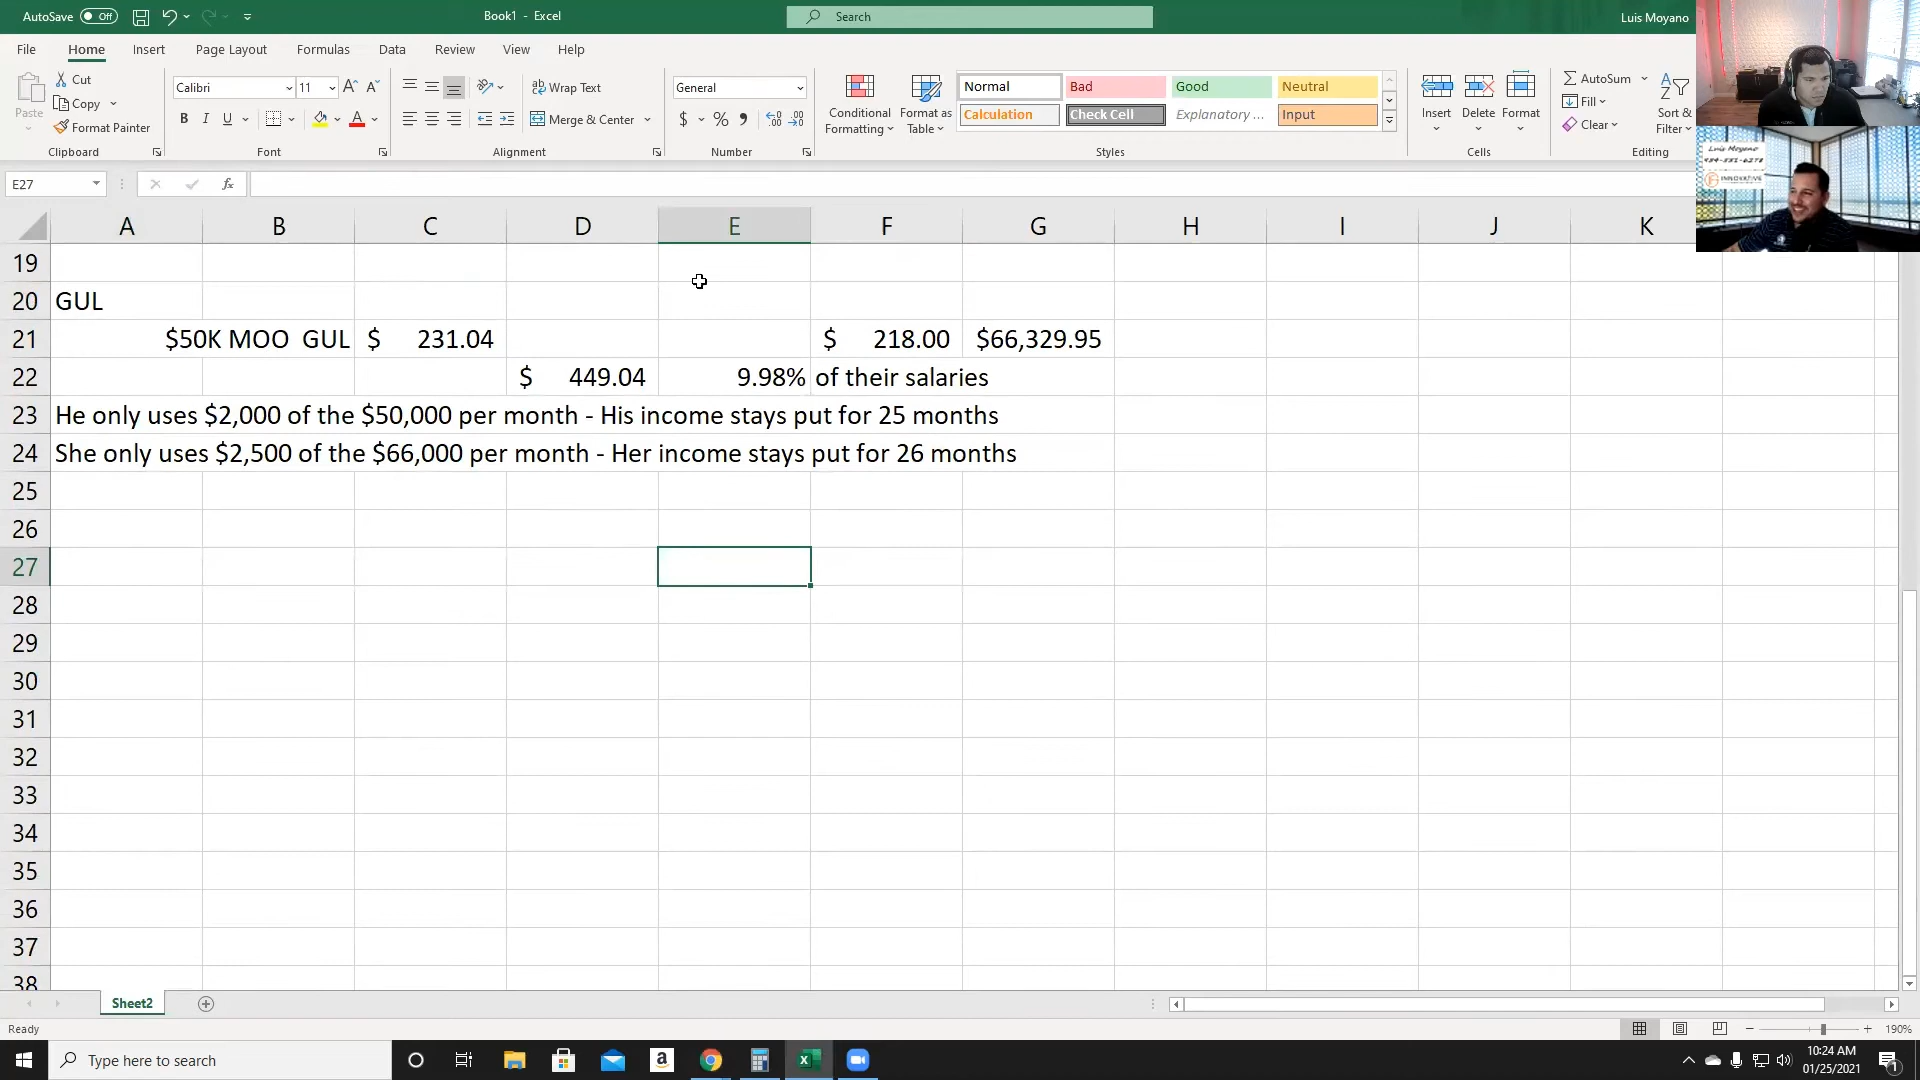 AutoSave Off
Book1 - Excel
Search
Luis Moyano
File Home Insert Page Layout Formulas Data Review View Help
Paste
Cut
Copy
Format Painter
Clipboard
Calibri 11
B I U
Font
Wrap Text
Merge & Center
Alignment
General
$ % ,
Number
Conditional Formatting
Format as Table
Normal Bad Good Neutral
Calculation Check Cell Explanatory ... Input
Styles
Insert Delete Format
Cells
AutoSum
Fill
Clear
Sort & Filter
Editing
Luis Moyano
INNOVATIVE
E27
fx
A B C D E F G H I J K
19
20 GUL
21 $50K MOO GUL $ 231.04 $ 218.00 $66,329.95
22 $ 449.04 9.98% of their salaries
23 He only uses $2,000 of the $50,000 per month - His income stays put for 25 months
24 She only uses $2,500 of the $66,000 per month - Her income stays put for 26 months
25
26
27
28
29
30
31
32
33
34
35
36
37
38
Sheet2
Ready
190%
Type here to search
10:24 AM
01/25/2021